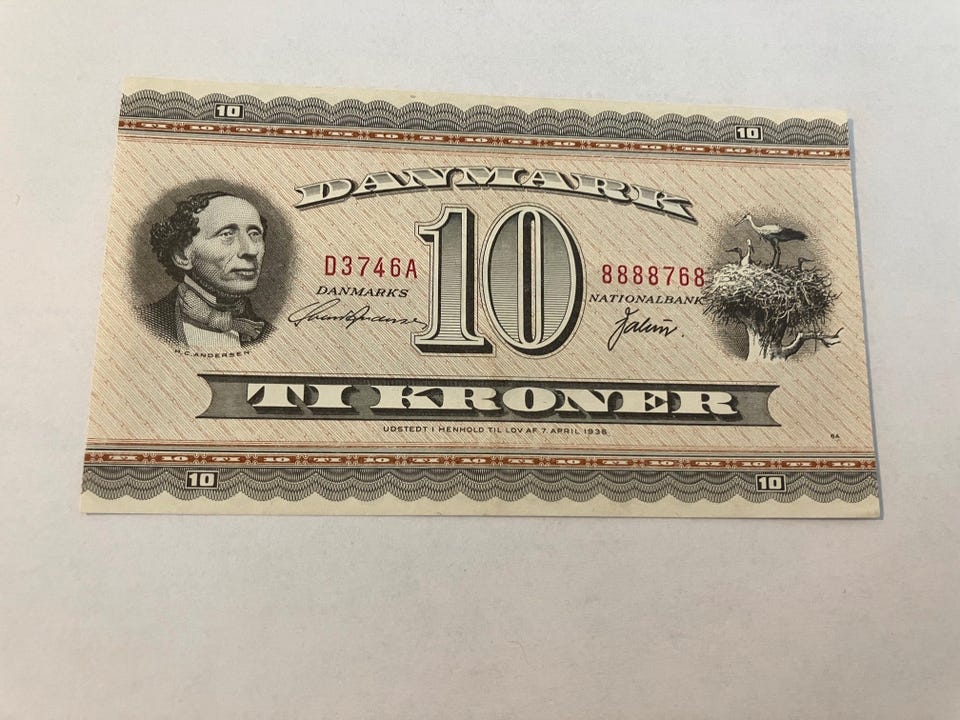 10 10
DANMARK
10
D3746A 8888768
DANMARKS NATIONALBANK
H.C. ANDERSEN
TI KRONER
UDSTEDT I HENHOLD TIL LOV AF 7. APRIL 1936
10 10